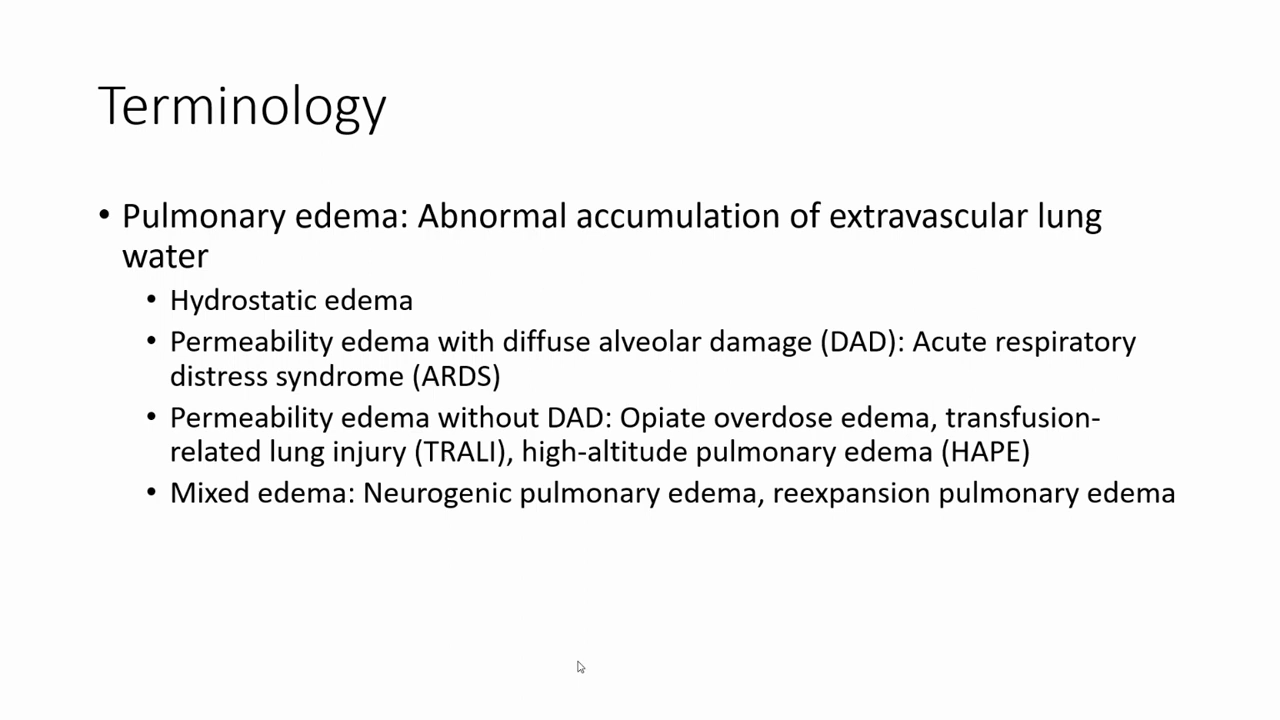 Terminology
• Pulmonary edema: Abnormal accumulation of extravascular lung
water
• Hydrostatic edema
• Permeability edema with diffuse alveolar damage (DAD): Acute respiratory
distress syndrome (ARDS)
• Permeability edema without DAD: Opiate overdose edema, transfusion-
related lung injury (TRALI), high-altitude pulmonary edema (HAPE)
• Mixed edema: Neurogenic pulmonary edema, reexpansion pulmonary edema